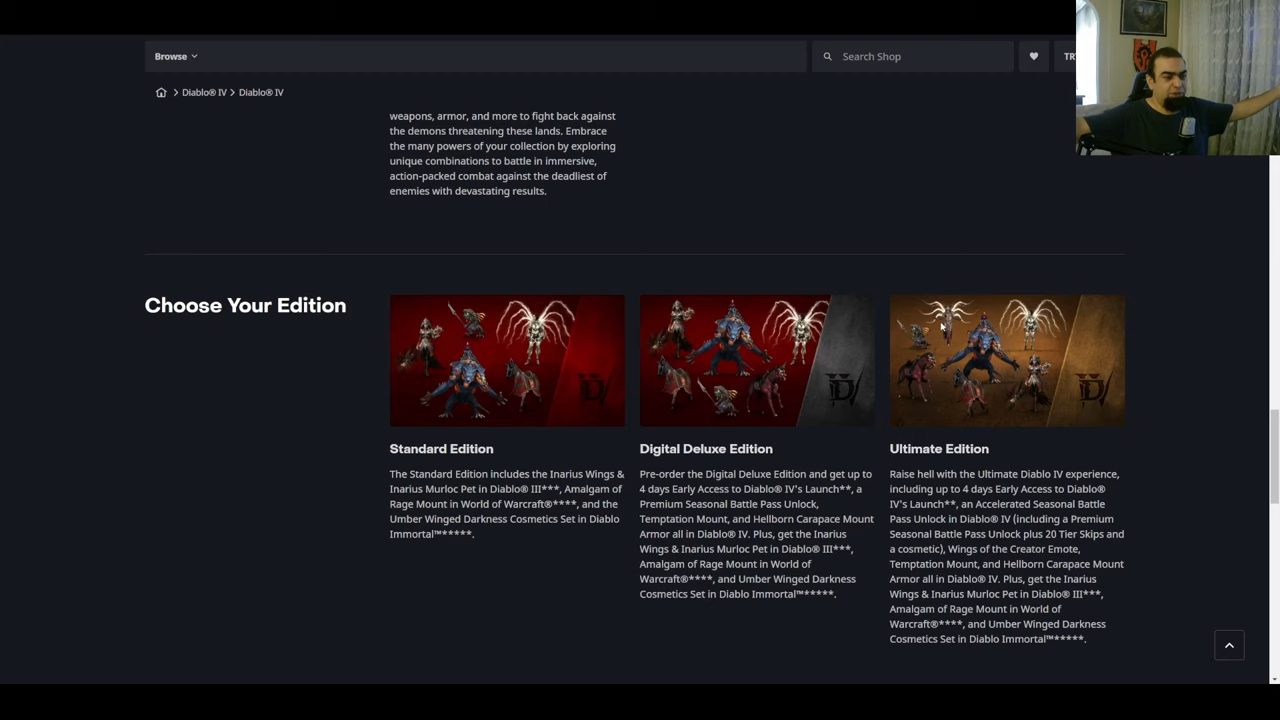 Browse
Search Shop
TR
Diablo® IV
Diablo® IV
weapons, armor, and more to fight back against
the demons threatening these lands. Embrace
the many powers of your collection by exploring
unique combinations to battle in immersive,
action-packed combat against the deadliest of
enemies with devastating results.
Choose Your Edition
Standard Edition
The Standard Edition includes the Inarius Wings &
Inarius Murloc Pet in Diablo® III***, Amalgam of
Rage Mount in World of Warcraft®****, and the
Umber Winged Darkness Cosmetics Set in Diablo
Immortal™*****.
Digital Deluxe Edition
Pre-order the Digital Deluxe Edition and get up to
4 days Early Access to Diablo® IV's Launch**, a
Premium Seasonal Battle Pass Unlock,
Temptation Mount, and Hellborn Carapace Mount
Armor all in Diablo® IV. Plus, get the Inarius
Wings & Inarius Murloc Pet in Diablo® III***,
Amalgam of Rage Mount in World of
Warcraft®****, and Umber Winged Darkness
Cosmetics Set in Diablo Immortal™*****.
Ultimate Edition
Raise hell with the Ultimate Diablo IV experience,
including up to 4 days Early Access to Diablo®
IV's Launch**, an Accelerated Seasonal Battle
Pass Unlock in Diablo® IV (including a Premium
Seasonal Battle Pass Unlock plus 20 Tier Skips and
a cosmetic), Wings of the Creator Emote,
Temptation Mount, and Hellborn Carapace Mount
Armor all in Diablo® IV. Plus, get the Inarius
Wings & Inarius Murloc Pet in Diablo® III***,
Amalgam of Rage Mount in World of
Warcraft®****, and Umber Winged Darkness
Cosmetics Set in Diablo Immortal™*****.